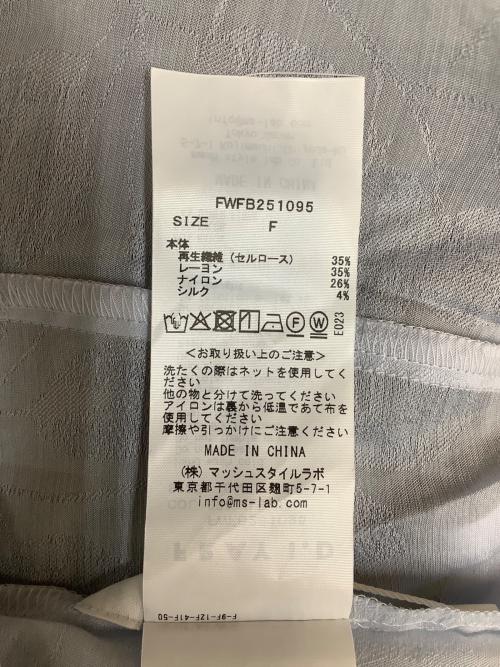 FWFB251095
SIZE F
本体
再生繊維 (セルロース) 35%
レーヨン 35%
ナイロン 26%
シルク 4%
E023
＜お取り扱い上のご注意＞
洗たくの際はネットを使用してく
ださい
他の物と分けて洗ってください
アイロンは裏から低温であて布を
使用してください
摩擦や引っかけにご注意ください
MADE IN CHINA
(株) マッシュスタイルラボ
東京都千代田区麹町5-7-1
info@ms-lab.com
F-9F-12F-41F-50